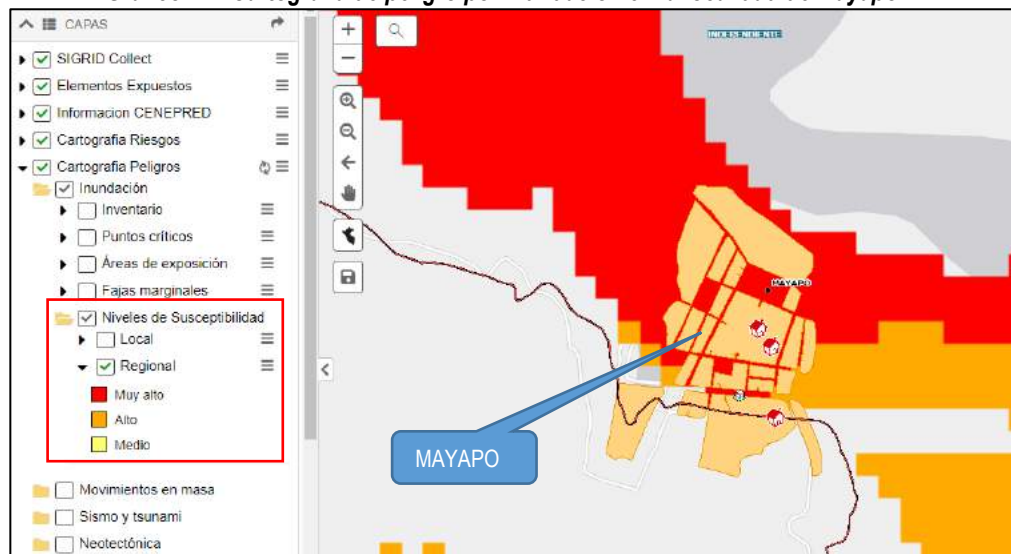 CAPAS
SIGRID Collect
Elementos Expuestos
Informacion CENEPRED
Cartografia Riesgos
Cartografia Peligros
Inundación
Inventario
Puntos críticos
Áreas de exposición
Fajas marginales
Niveles de Susceptibilidad
Local
Regional
Muy alto
Alto
Medio
Movimientos en masa
Sismo y tsunami
Neotectónica
MAYAPO
MAYAPO